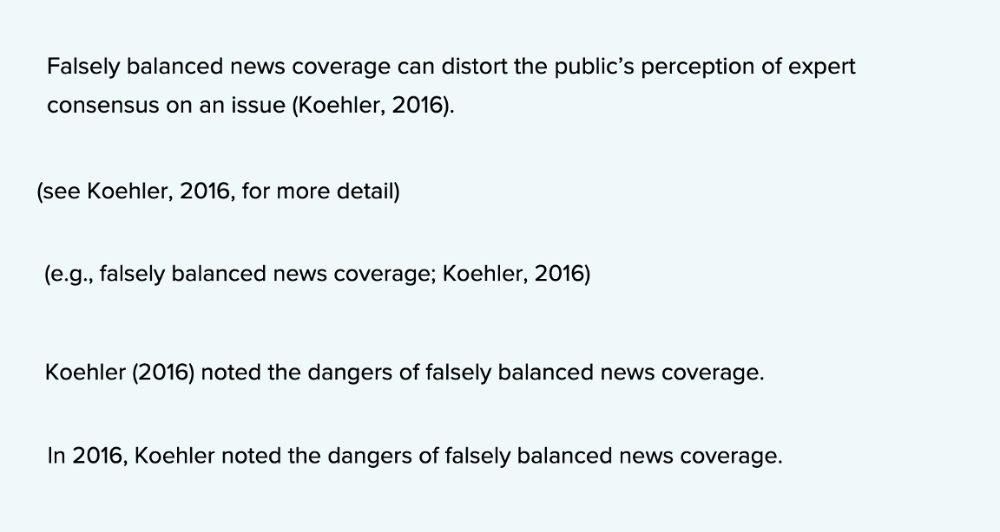 Falsely balanced news coverage can distort the public’s perception of expert
consensus on an issue (Koehler, 2016).
(see Koehler, 2016, for more detail)
(e.g., falsely balanced news coverage; Koehler, 2016)
Koehler (2016) noted the dangers of falsely balanced news coverage.
In 2016, Koehler noted the dangers of falsely balanced news coverage.